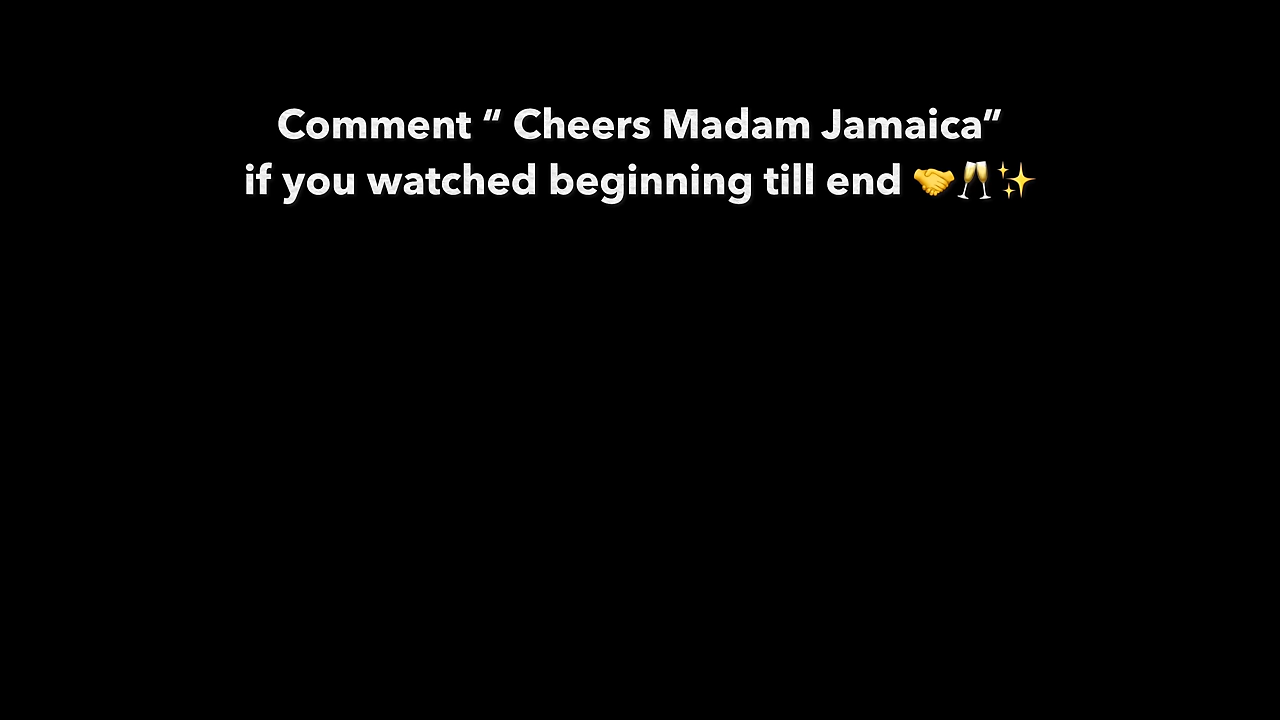 Comment “ Cheers Madam Jamaica”
if you watched beginning till end 🤝🥂✨